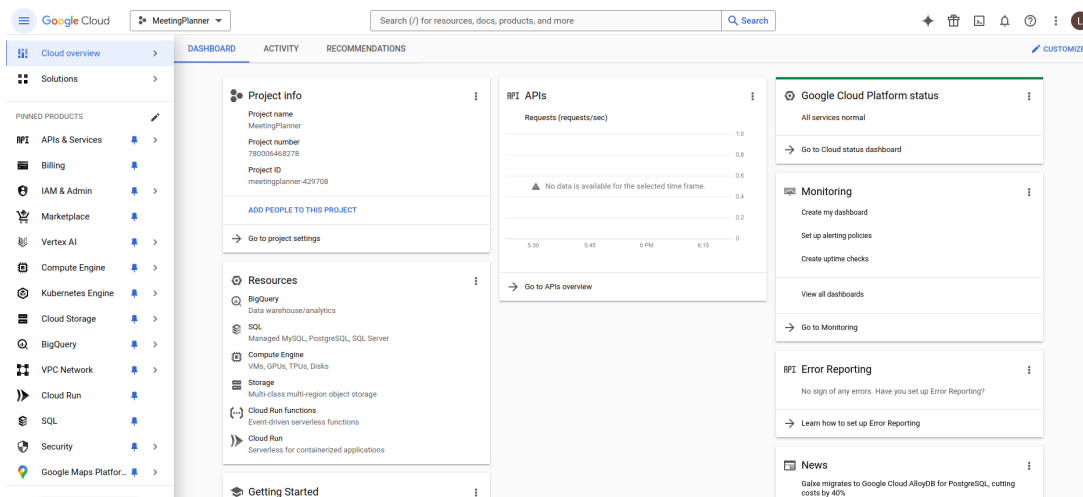 Google Cloud
MeetingPlanner
Search (/) for resources, docs, products, and more
Search
L
Cloud overview
Solutions
PINNED PRODUCTS
API APIs & Services
Billing
IAM & Admin
Marketplace
Vertex AI
Compute Engine
Kubernetes Engine
Cloud Storage
BigQuery
VPC Network
Cloud Run
SQL
Security
Google Maps Platfor...
DASHBOARD
ACTIVITY
RECOMMENDATIONS
CUSTOMIZE
Project info
Project name
MeetingPlanner
Project number
780006468278
Project ID
meetingplanner-429708
ADD PEOPLE TO THIS PROJECT
Go to project settings
Resources
BigQuery
Data warehouse/analytics
SQL
Managed MySQL, PostgreSQL, SQL Server
Compute Engine
VMs, GPUs, TPUs, Disks
Storage
Multi-class multi-region object storage
Cloud Run functions
Event-driven serverless functions
Cloud Run
Serverless for containerized applications
Getting Started
API APIs
Requests (requests/sec)
1.0
0.8
0.6
No data is available for the selected time frame.
0.4
0.2
0
5:30 5:45 6 PM 6:15
Go to APIs overview
Google Cloud Platform status
All services normal
Go to Cloud status dashboard
Monitoring
Create my dashboard
Set up alerting policies
Create uptime checks
View all dashboards
Go to Monitoring
API Error Reporting
No sign of any errors. Have you set up Error Reporting?
Learn how to set up Error Reporting
News
Galxe migrates to Google Cloud AlloyDB for PostgreSQL, cutting
costs by 40%